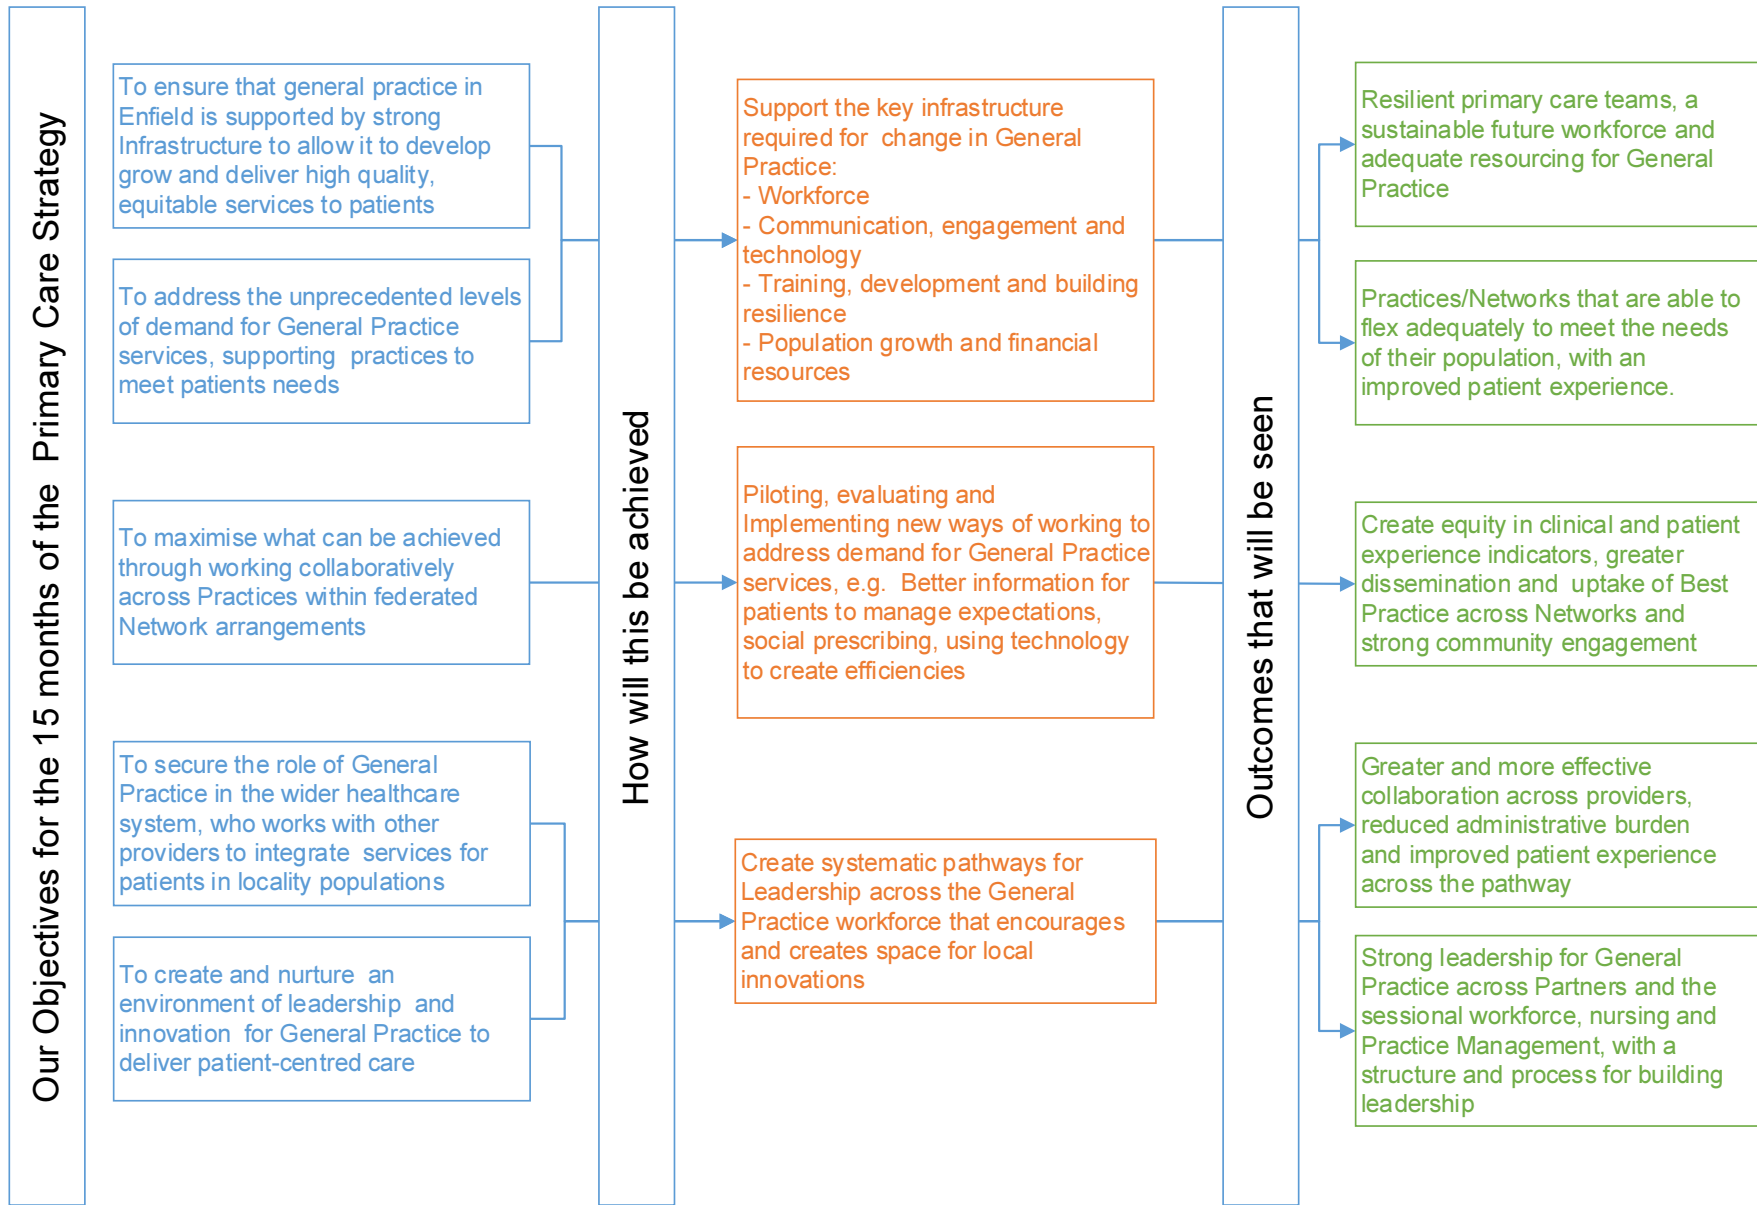 Our Objectives for the 15 months of the Primary Care Strategy
To ensure that general practice in
Enfield is supported by strong
Infrastructure to allow it to develop
grow and deliver high quality,
equitable services to patients
To address the unprecedented levels
of demand for General Practice
services, supporting practices to
meet patients needs
To maximise what can be achieved
through working collaboratively
across Practices within federated
Network arrangements
To secure the role of General
Practice in the wider healthcare
system, who works with other
providers to integrate services for
patients in locality populations
To create and nurture an
environment of leadership and
innovation for General Practice to
deliver patient-centred care
How will this be achieved
Support the key infrastructure
required for change in General
Practice:
- Workforce
- Communication, engagement and
technology
- Training, development and building
resilience
- Population growth and financial
resources
Piloting, evaluating and
Implementing new ways of working to
address demand for General Practice
services, e.g. Better information for
patients to manage expectations,
social prescribing, using technology
to create efficiencies
Create systematic pathways for
Leadership across the General
Practice workforce that encourages
and creates space for local
innovations
Outcomes that will be seen
Resilient primary care teams, a
sustainable future workforce and
adequate resourcing for General
Practice
Practices/Networks that are able to
flex adequately to meet the needs
of their population, with an
improved patient experience.
Create equity in clinical and patient
experience indicators, greater
dissemination and uptake of Best
Practice across Networks and
strong community engagement
Greater and more effective
collaboration across providers,
reduced administrative burden
and improved patient experience
across the pathway
Strong leadership for General
Practice across Partners and the
sessional workforce, nursing and
Practice Management, with a
structure and process for building
leadership